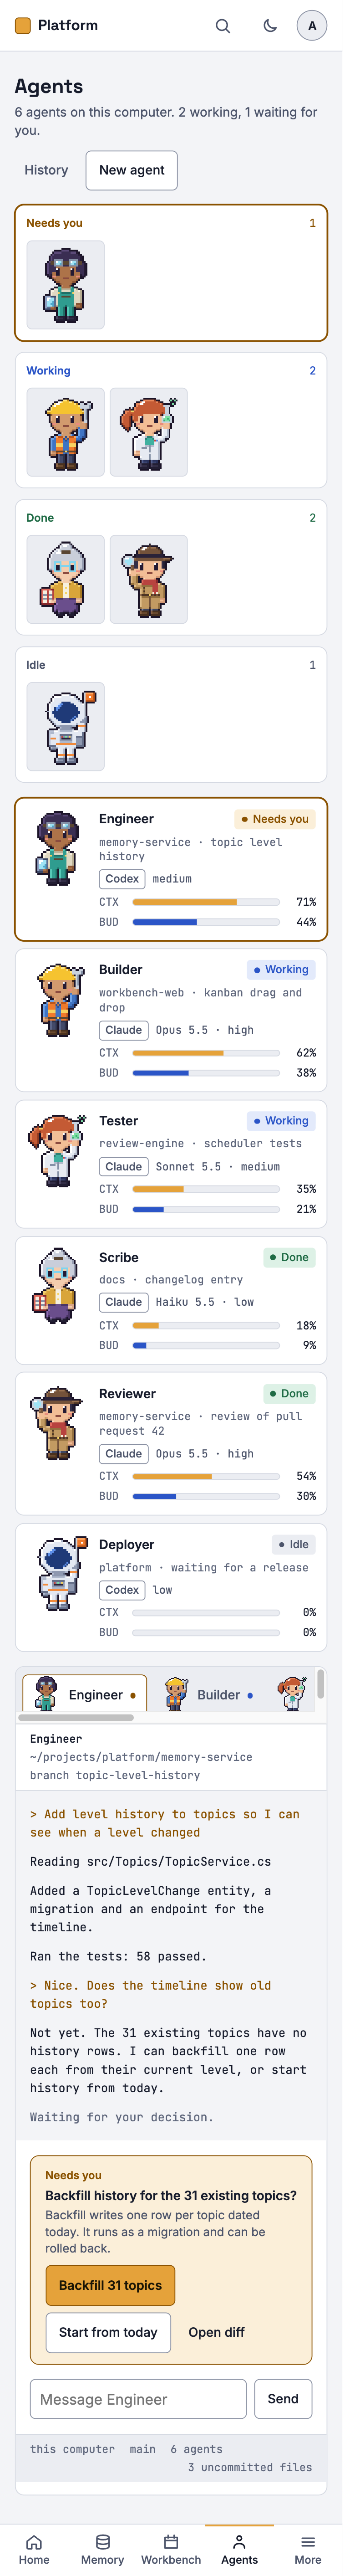 Platform
A
Agents
6 agents on this computer. 2 working, 1 waiting for
you.
History
New agent
Needs you
1
Working
2
Done
2
Idle
1
Engineer
Needs you
memory-service · topic level
history
Codex
medium
CTX
71%
BUD
44%
Builder
Working
workbench-web · kanban drag and
drop
Claude
Opus 5.5 · high
CTX
62%
BUD
38%
Tester
Working
review-engine · scheduler tests
Claude
Sonnet 5.5 · medium
CTX
35%
BUD
21%
Scribe
Done
docs · changelog entry
Claude
Haiku 5.5 · low
CTX
18%
BUD
9%
Reviewer
Done
memory-service · review of pull
request 42
Claude
Opus 5.5 · high
CTX
54%
BUD
30%
Deployer
Idle
platform · waiting for a release
Codex
low
CTX
0%
BUD
0%
Engineer
Builder
Engineer
~/projects/platform/memory-service
branch topic-level-history
> Add level history to topics so I can
see when a level changed
Reading src/Topics/TopicService.cs
Added a TopicLevelChange entity, a
migration and an endpoint for the
timeline.
Ran the tests: 58 passed.
> Nice. Does the timeline show old
topics too?
Not yet. The 31 existing topics have no
history rows. I can backfill one row
each from their current level, or start
history from today.
Waiting for your decision.
Needs you
Backfill history for the 31 existing topics?
Backfill writes one row per topic dated
today. It runs as a migration and can be
rolled back.
Backfill 31 topics
Start from today
Open diff
Message Engineer
Send
this computer
main
6 agents
3 uncommitted files
Home
Memory
Workbench
Agents
More